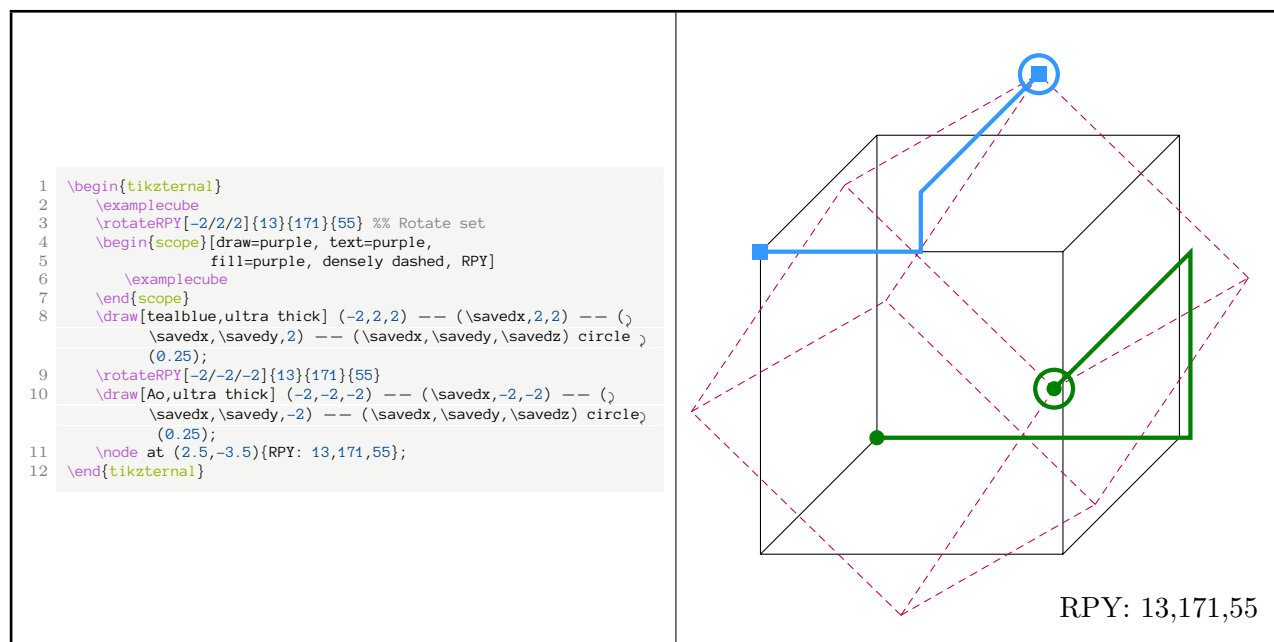 1 \begin{tikzternal}
2 \examplecube
3 \rotateRPY[-2/2/2]{13}{171}{55} %% Rotate set
4 \begin{scope}[draw=purple, text=purple,
5 fill=purple, densely dashed, RPY]
6 \examplecube
7 \end{scope}
8 \draw[tealblue,ultra thick] (-2,2,2) -- (\savedx,2,2) -- (
\savedx,\savedy,2) -- (\savedx,\savedy,\savedz) circle
(0.25);
9 \rotateRPY[-2/-2/-2]{13}{171}{55}
10 \draw[Ao,ultra thick] (-2,-2,-2) -- (\savedx,-2,-2) -- (
\savedx,\savedy,-2) -- (\savedx,\savedy,\savedz) circle
(0.25);
11 \node at (2.5,-3.5){RPY: 13,171,55};
12 \end{tikzternal}
RPY: 13,171,55